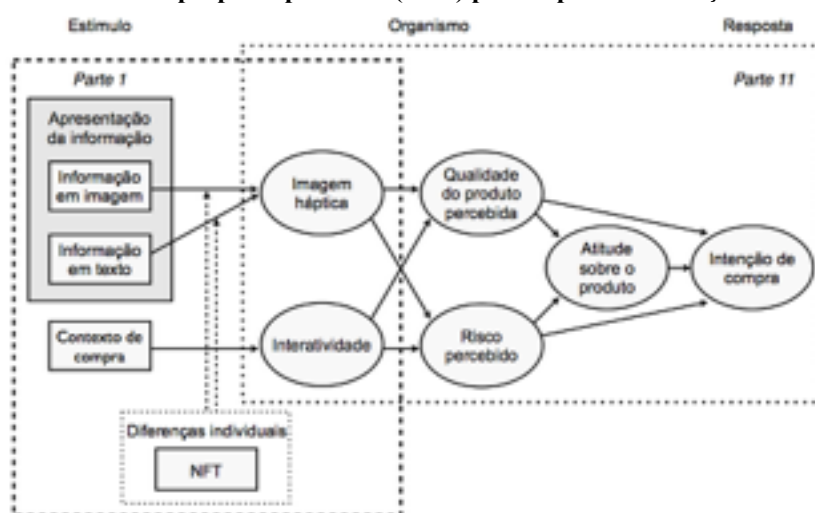 Estimulo
Organismo
Resposta
Parte 1
Parte 11
Apresentação
da informação
Informação
em imagem
Informação
em texto
Contexto de
compra
Imagem
háptica
Interatividade
Qualidade
do produto
percebida
Risco
percebido
Atitude
sobre o
produto
Intenção de
compra
Diferenças individuais
NFT